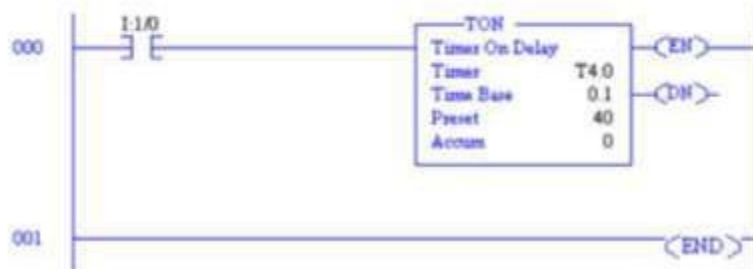 I:1/0
TON
000
Timer On Delay
(EN)
Timer T4:0
Time Base 0.1
(DN)
Preset 40
Accum 0
001
(END)